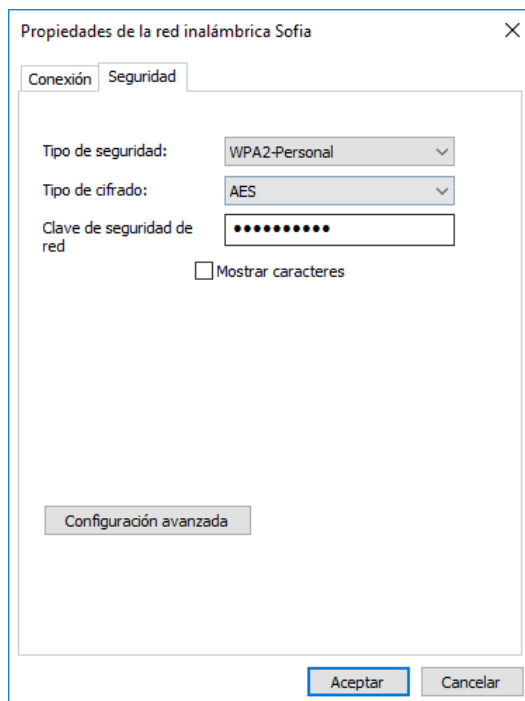 Propiedades de la red inalámbrica Sofia
Conexión Seguridad
Tipo de seguridad: WPA2-Personal
Tipo de cifrado: AES
Clave de seguridad de
red
••••••••••
Mostrar caracteres
Configuración avanzada
Aceptar Cancelar